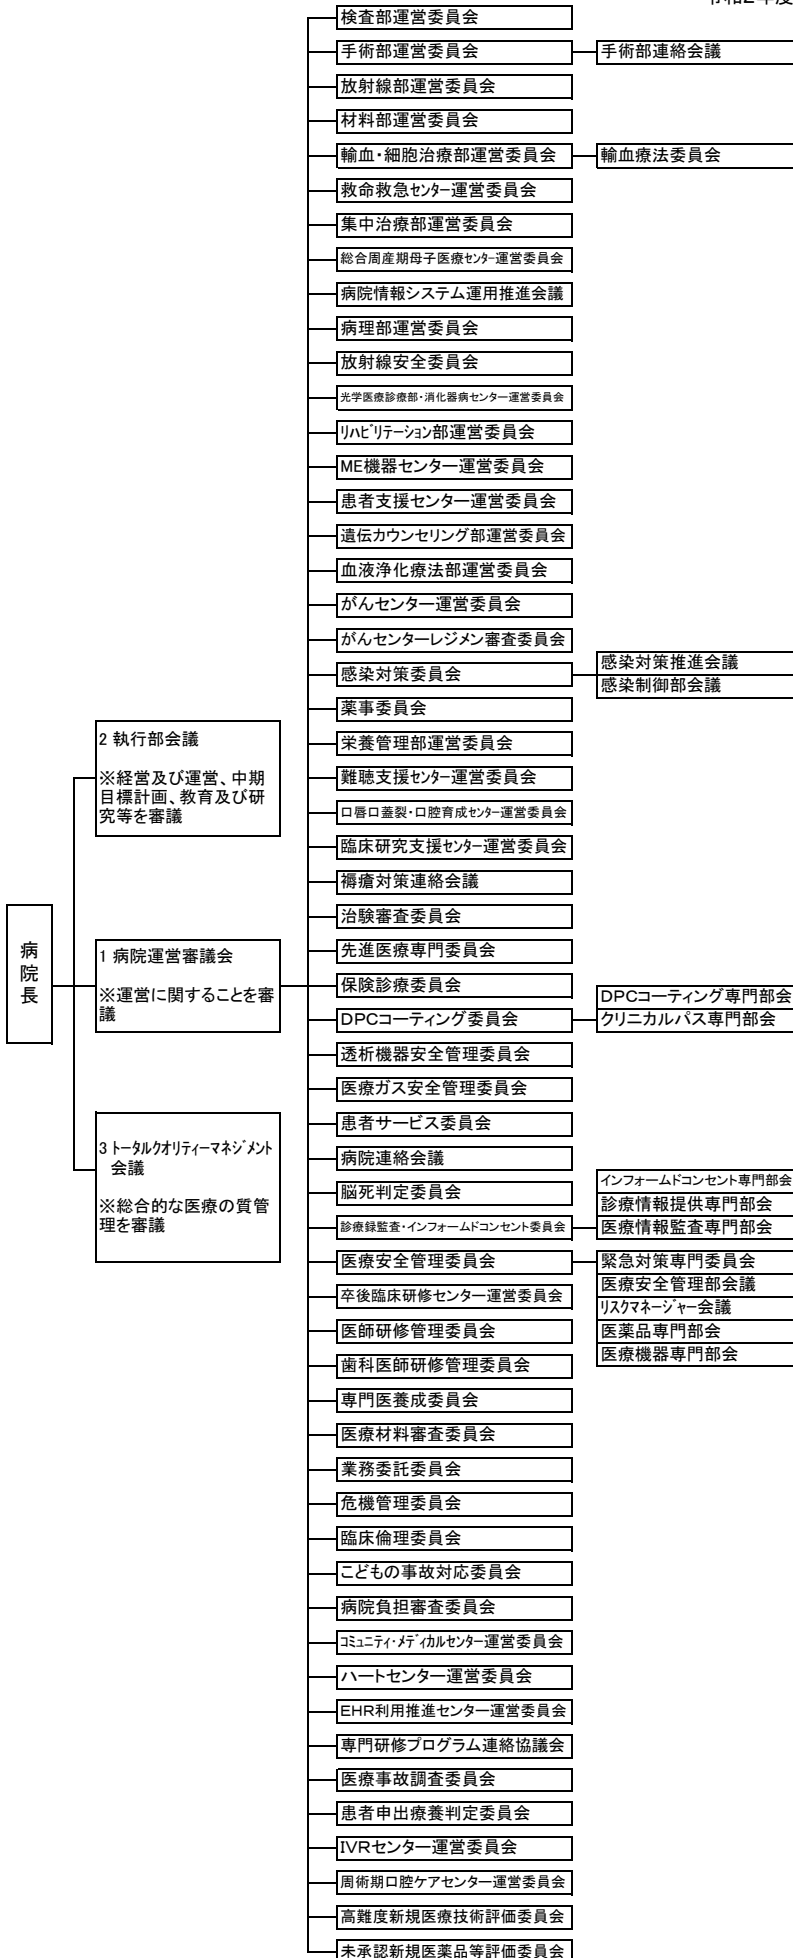 検査部運営委員会
手術部運営委員会
手術部連絡会議
放射線部運営委員会
材料部運営委員会
輸血・細胞治療部運営委員会
輸血療法委員会
救命救急センター運営委員会
集中治療部運営委員会
総合周産期母子医療センター運営委員会
病院情報システム運用推進会議
病理部運営委員会
放射線安全委員会
光学医療診療部・消化器病センター運営委員会
リハビリテーション部運営委員会
ME機器センター運営委員会
患者支援センター運営委員会
遺伝カウンセリング部運営委員会
血液浄化療法部運営委員会
がんセンター運営委員会
がんセンターレジメン審査委員会
感染対策委員会
感染対策推進会議
感染制御部会議
薬事委員会
栄養管理部運営委員会
難聴支援センター運営委員会
口唇口蓋裂・口腔育成センター運営委員会
臨床研究支援センター運営委員会
褥瘡対策連絡会議
治験審査委員会
先進医療専門委員会
保険診療委員会
DPCコーティング委員会
DPCコーティング専門部会
クリニカルパス専門部会
透析機器安全管理委員会
医療ガス安全管理委員会
患者サービス委員会
病院連絡会議
脳死判定委員会
診療録監査・インフォームドコンセント委員会
インフォームドコンセント専門部会
診療情報提供専門部会
医療情報監査専門部会
医療安全管理委員会
緊急対策専門委員会
医療安全管理部会議
リスクマネージャー会議
医薬品専門部会
医療機器専門部会
卒後臨床研修センター運営委員会
医師研修管理委員会
歯科医師研修管理委員会
専門医養成委員会
医療材料審査委員会
業務委託委員会
危機管理委員会
臨床倫理委員会
こどもの事故対応委員会
病院負担審査委員会
コミュニティ・メディカルセンター運営委員会
ハートセンター運営委員会
EHR利用推進センター運営委員会
専門研修プログラム連絡協議会
医療事故調査委員会
患者申出療養判定委員会
IVRセンター運営委員会
周術期口腔ケアセンター運営委員会
高難度新規医療技術評価委員会
未承認新規医薬品等評価委員会
2 執行部会議
※経営及び運営、中期
目標計画、教育及び研
究等を審議
病院長
1 病院運営審議会
※運営に関することを審
議
3 トータルクオリティーマネジメント
会議
※総合的な医療の質管
理を審議